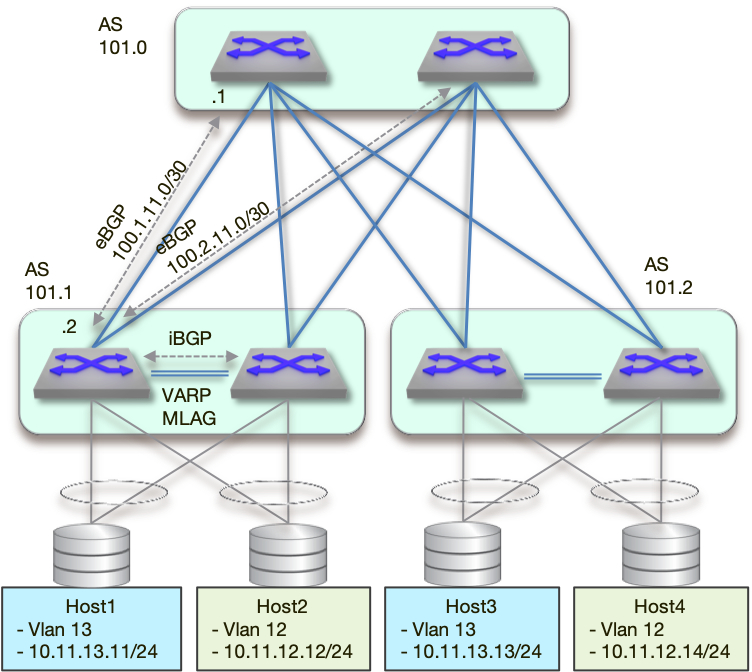 AS
101.0
.1
eBGP
100.1.11.0/30
eBGP
100.2.11.0/30
AS
101.1
AS
101.2
.2
iBGP
VARP
MLAG
Host1
- Vlan 13
- 10.11.13.11/24
Host2
- Vlan 12
- 10.11.12.12/24
Host3
- Vlan 13
- 10.11.13.13/24
Host4
- Vlan 12
- 10.11.12.14/24